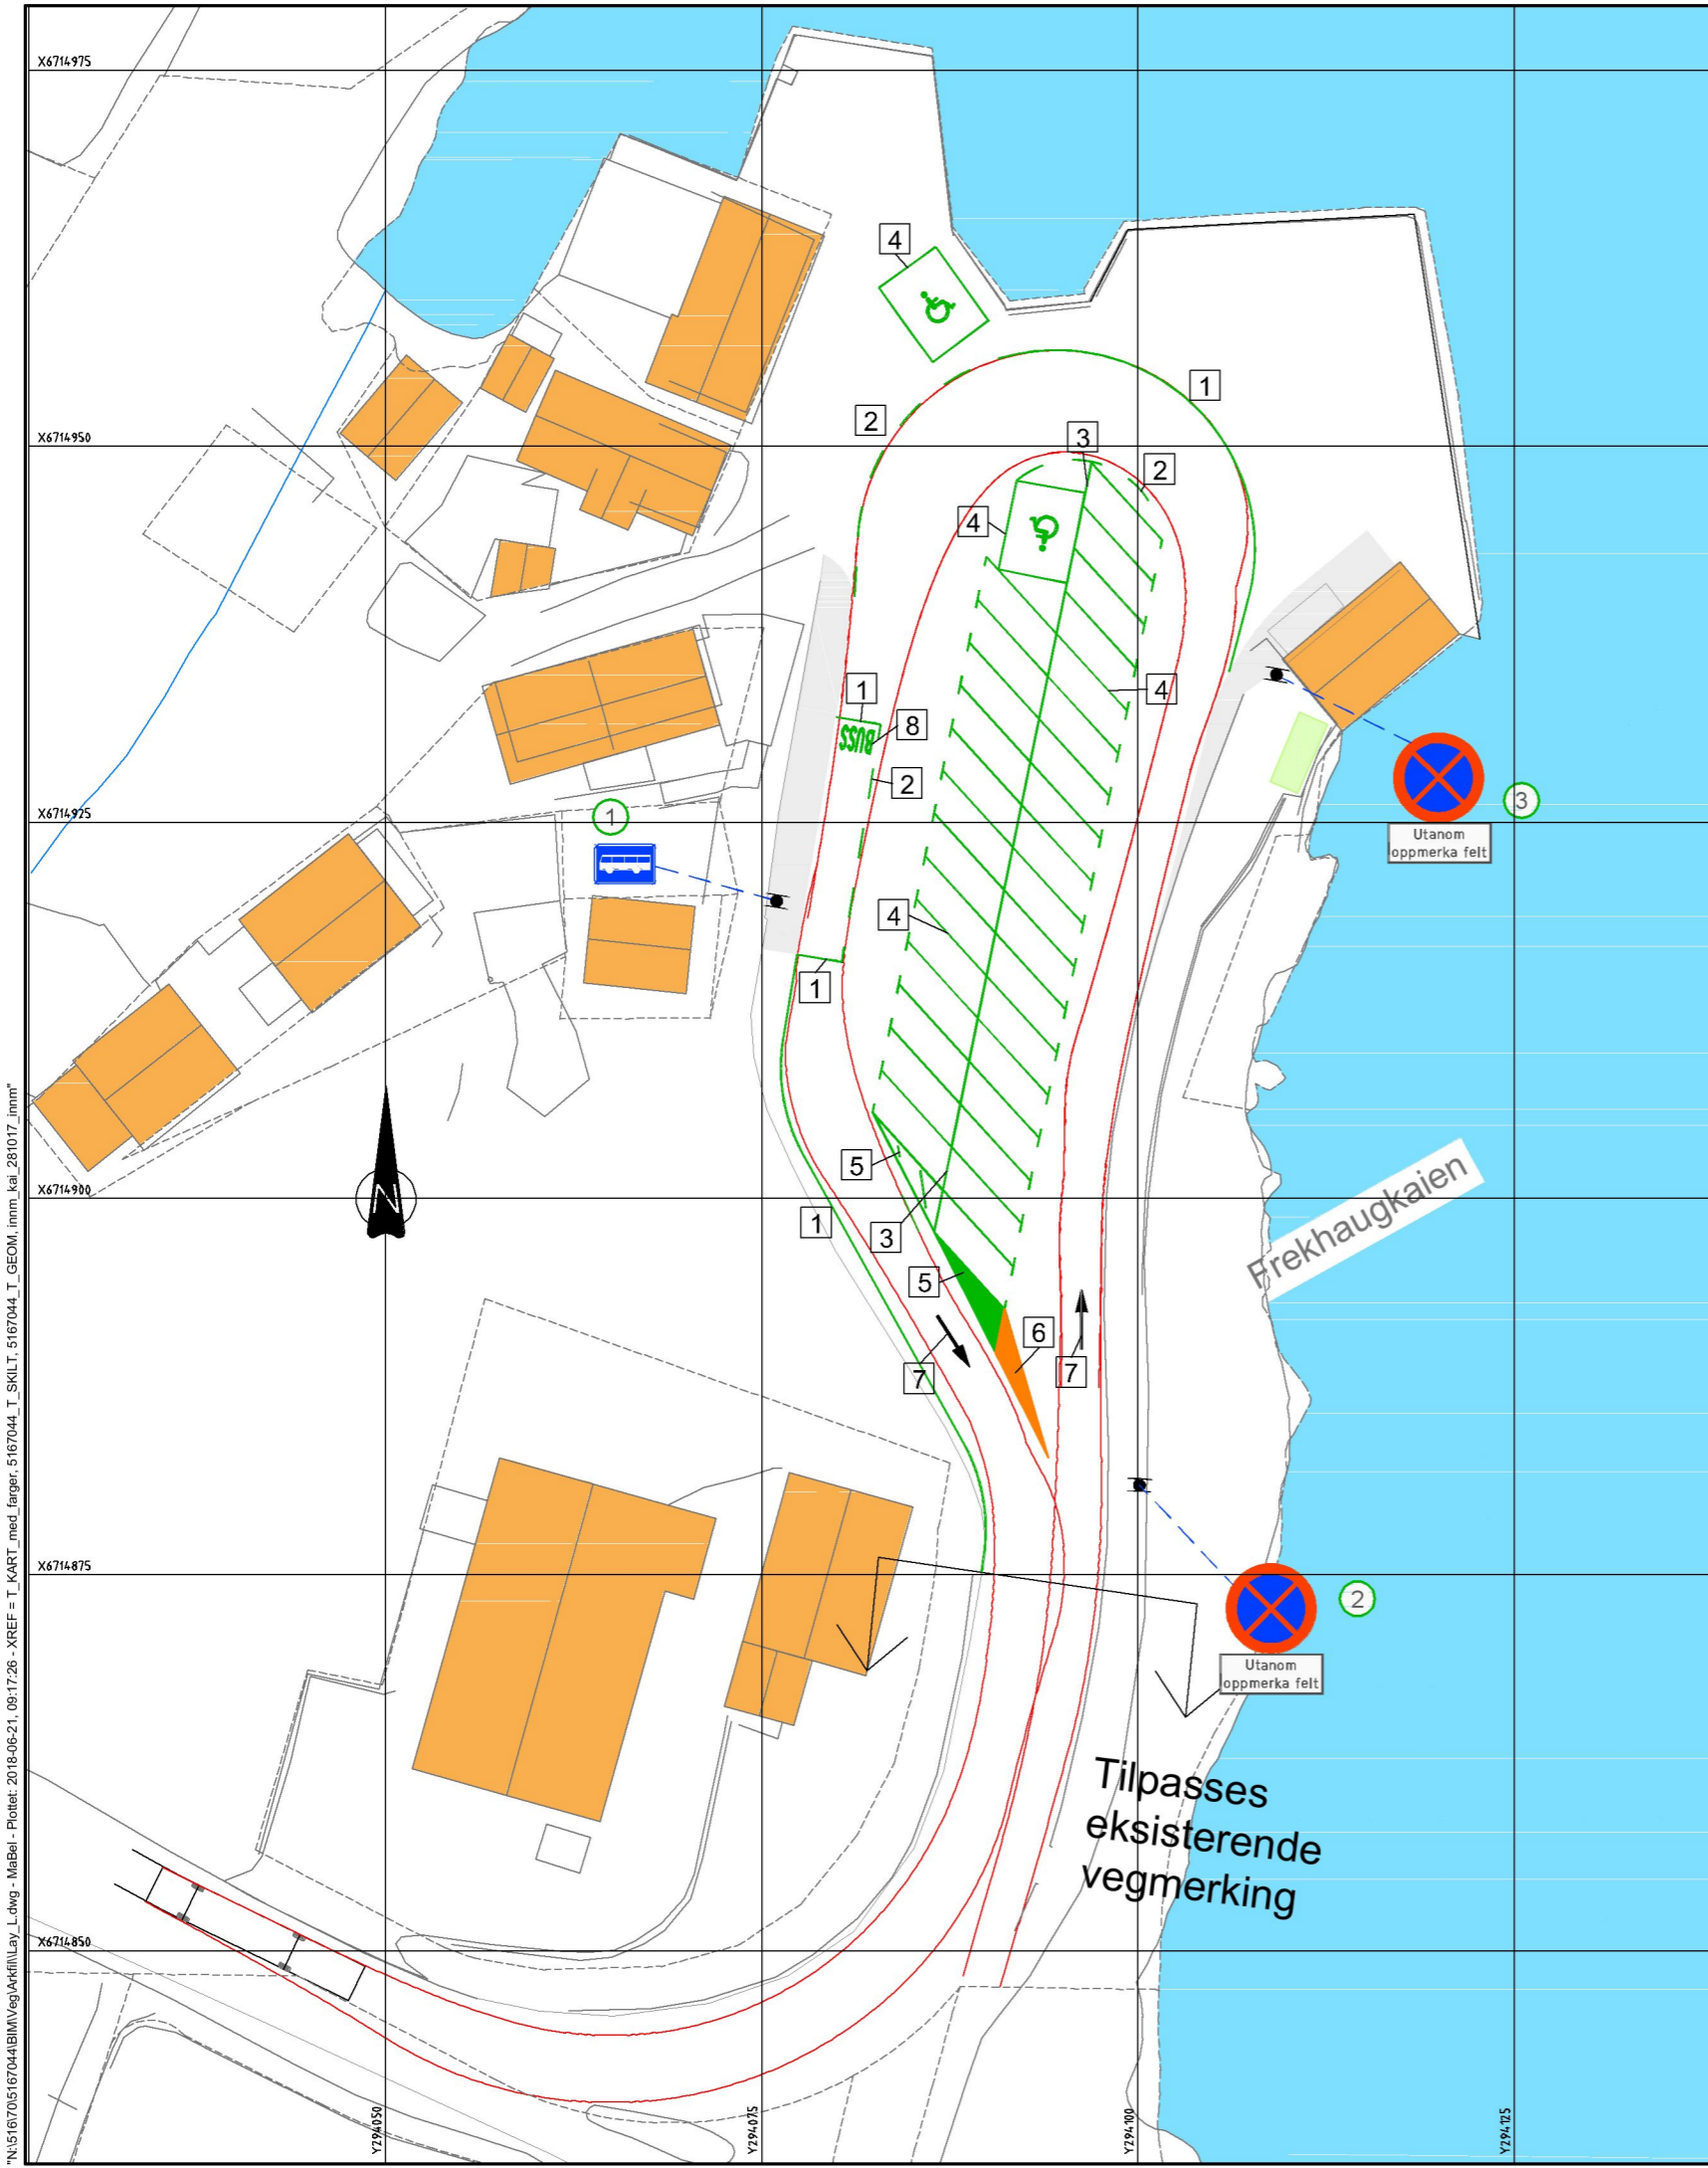 X6714975
4
1
2
3
2
X6714950
4
1
4
BUSS
8
2
X6714925
1
3
Utanom
oppmerka felt
4
1
5
N
X6714900
1
3
Frekhaugkaien
5
6
7
7
X6714875
2
Utanom
oppmerka felt
Tilpasses
eksisterende
vegmerking
X6714850
Y294050
Y294075
Y294100
Y294125
"N:\516\70\5167044\BIM\Veg\Arkfil\Lay_L.dwg - MaBel - Plottet: 2018-06-21, 09:17:26 - XREF = T_KART_med_farger, 5167044_T_SKILT, 5167044_T_GEOM, innm_kai_281017_innm"